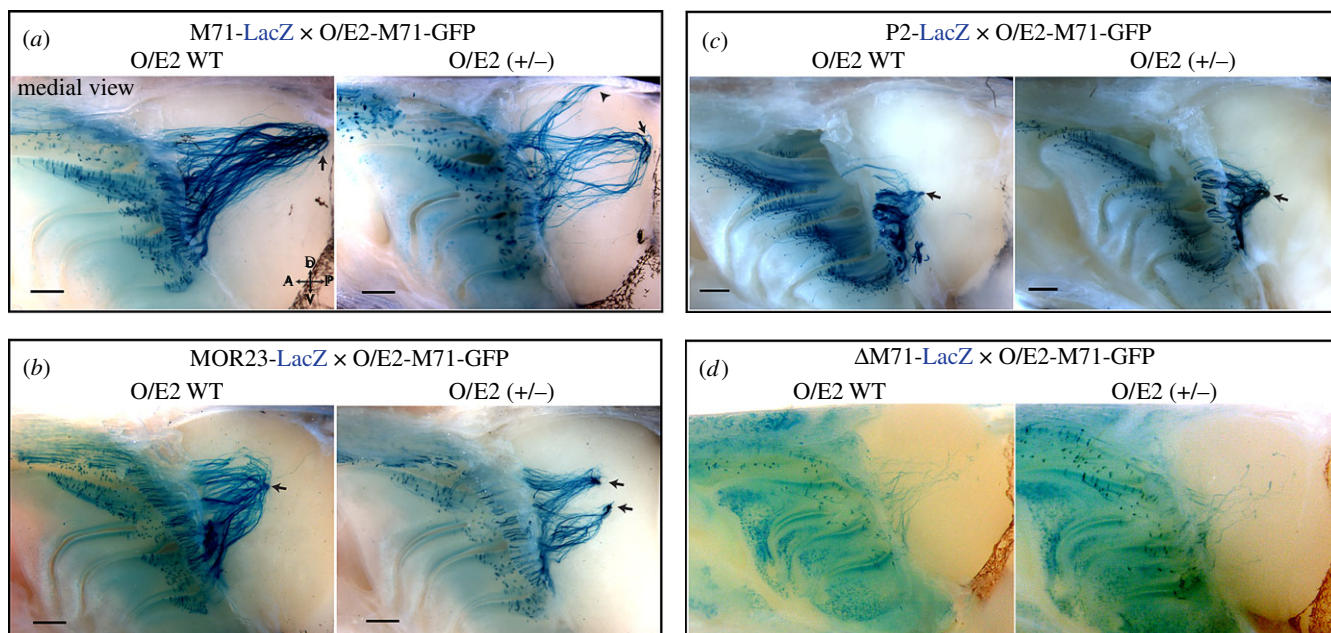 (a) M71-LacZ × O/E2-M71-GFP
O/E2 WT O/E2 (+/–)
medial view
D
A P
V
(b) MOR23-LacZ × O/E2-M71-GFP
O/E2 WT O/E2 (+/–)
(c) P2-LacZ × O/E2-M71-GFP
O/E2 WT O/E2 (+/–)
(d) ΔM71-LacZ × O/E2-M71-GFP
O/E2 WT O/E2 (+/–)